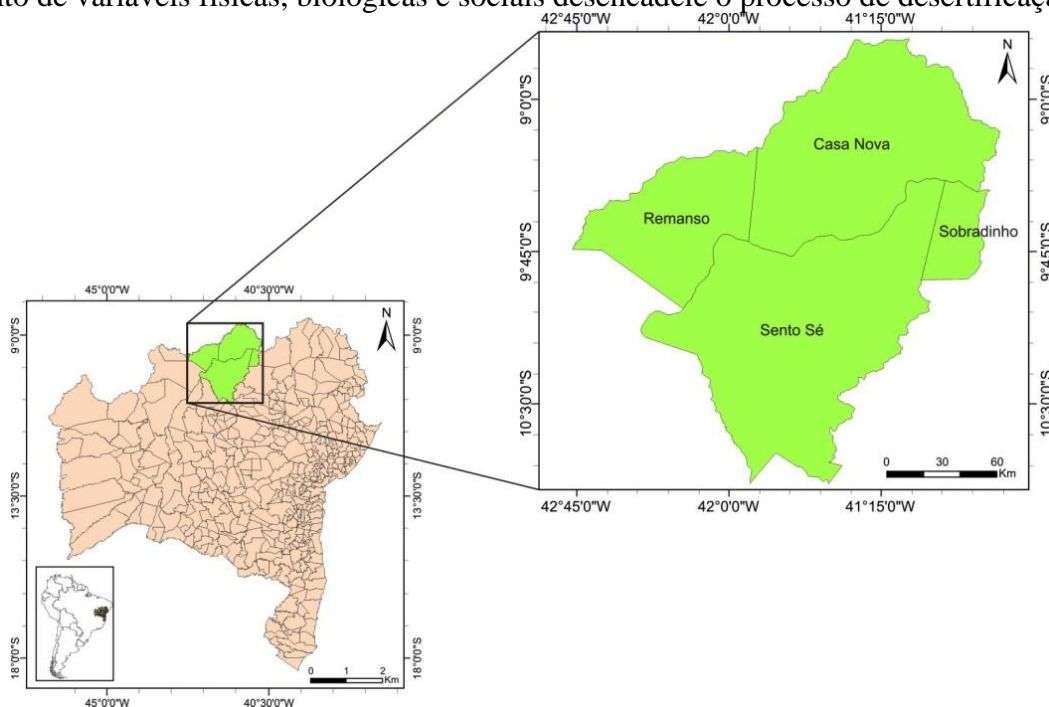 to de variáveis físicas, biológicas e sociais desencadeie o processo de desertificaçã
42°45'0"W 42°0'0"W 41°15'0"W
N
9°0'0"S 9°0'0"S
Casa Nova
Remanso
Sobradinho
9°45'0"S 9°45'0"S
Sento Sé
10°30'0"S 10°30'0"S
0 30 60
Km
42°45'0"W 42°0'0"W 41°15'0"W
45°0'0"W 40°30'0"W
N
9°0'0"S 9°0'0"S
13°30'0"S 13°30'0"S
18°0'0"S 18°0'0"S
0 1 2
Km
45°0'0"W 40°30'0"W